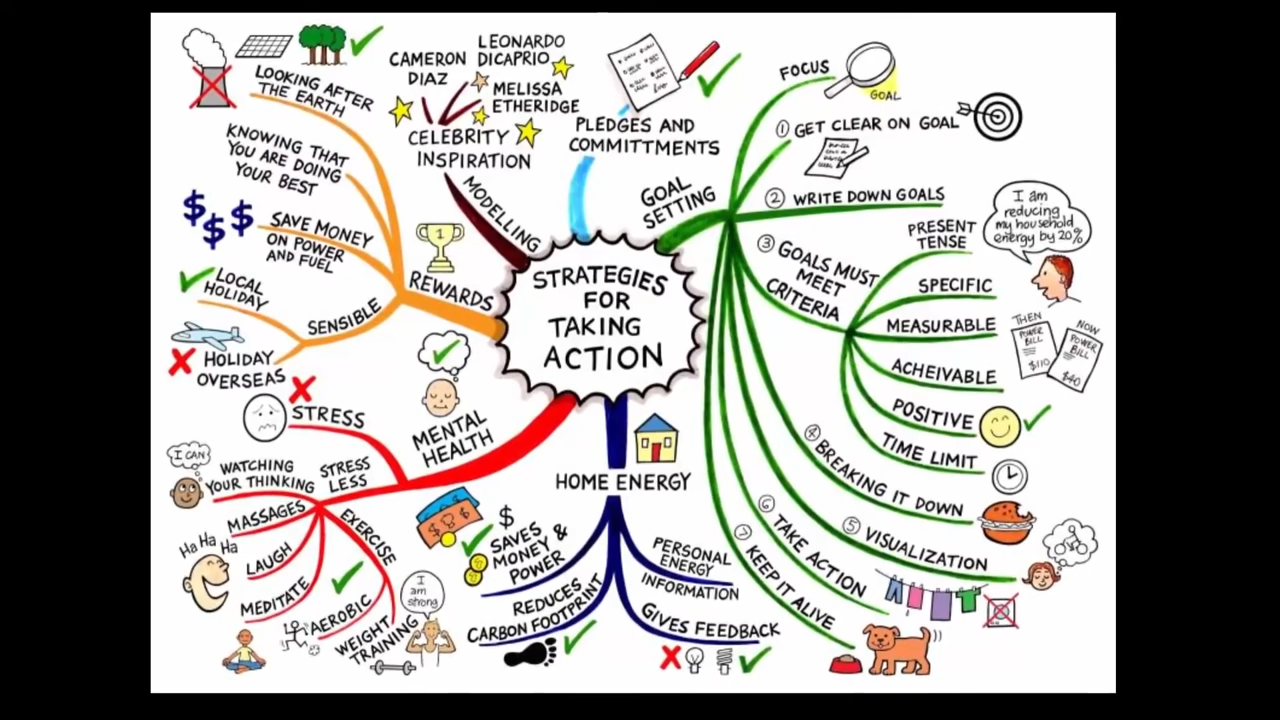 STRATEGIES
FOR
TAKING
ACTION
GOAL
SETTING
FOCUS
GOAL
① GET CLEAR ON GOAL
② WRITE DOWN GOALS
③ GOALS MUST
MEET
CRITERIA
PRESENT
TENSE
I am
reducing
my household
energy by 20%
SPECIFIC
MEASURABLE
THEN
POWER
BILL
$110
NOW
POWER
BILL
$40
ACHEIVABLE
POSITIVE
TIME LIMIT
④ BREAKING IT DOWN
⑤ VISUALIZATION
⑥ TAKE ACTION
⑦ KEEP IT ALIVE
HOME ENERGY
PERSONAL
ENERGY
INFORMATION
GIVES FEEDBACK
$
SAVES
MONEY &
POWER
REDUCES
CARBON FOOTPRINT
MENTAL
HEALTH
STRESS
STRESS
LESS
I CAN
WATCHING
YOUR THINKING
MASSAGES
Ha Ha Ha
LAUGH
MEDITATE
EXERCISE
AEROBIC
WEIGHT
TRAINING
I
am
strong
REWARDS
1
LOOKING AFTER
THE EARTH
KNOWING THAT
YOU ARE DOING
YOUR BEST
$ $ $
SAVE MONEY
ON POWER
AND FUEL
SENSIBLE
LOCAL
HOLIDAY
HOLIDAY
OVERSEAS
MODELLING
CELEBRITY
INSPIRATION
CAMERON
DIAZ
LEONARDO
DICAPRIO
MELISSA
ETHERIDGE
PLEDGES AND
COMMITTMENTS